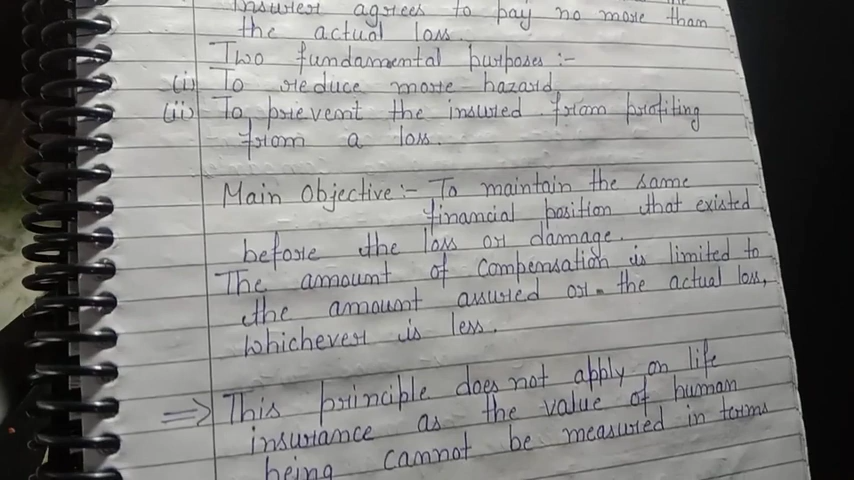 Insurer agrees to pay no more than
the actual loss.
Two fundamental purposes :-
(i) To reduce more hazard
(ii) To prevent the insured from profiting
from a loss.
Main Objective :- To maintain the same
financial position that existed
before the loss or damage.
The amount of compensation is limited to
the amount assured or the actual loss,
whichever is less.
⇒ This principle does not apply on life
insurance as the value of human
being cannot be measured in terms